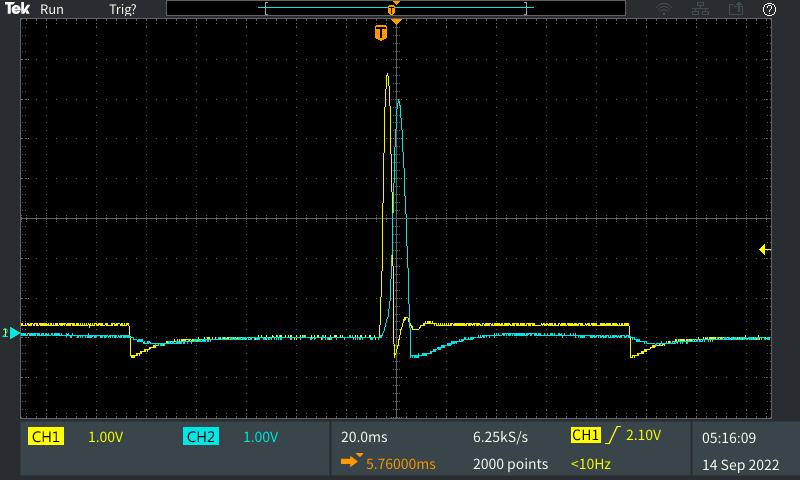 Tek Run Trig? T ?
T
1
CH1 1.00V CH2 1.00V 20.0ms 6.25kS/s CH1 2.10V 05:16:09
5.76000ms 2000 points <10Hz 14 Sep 2022